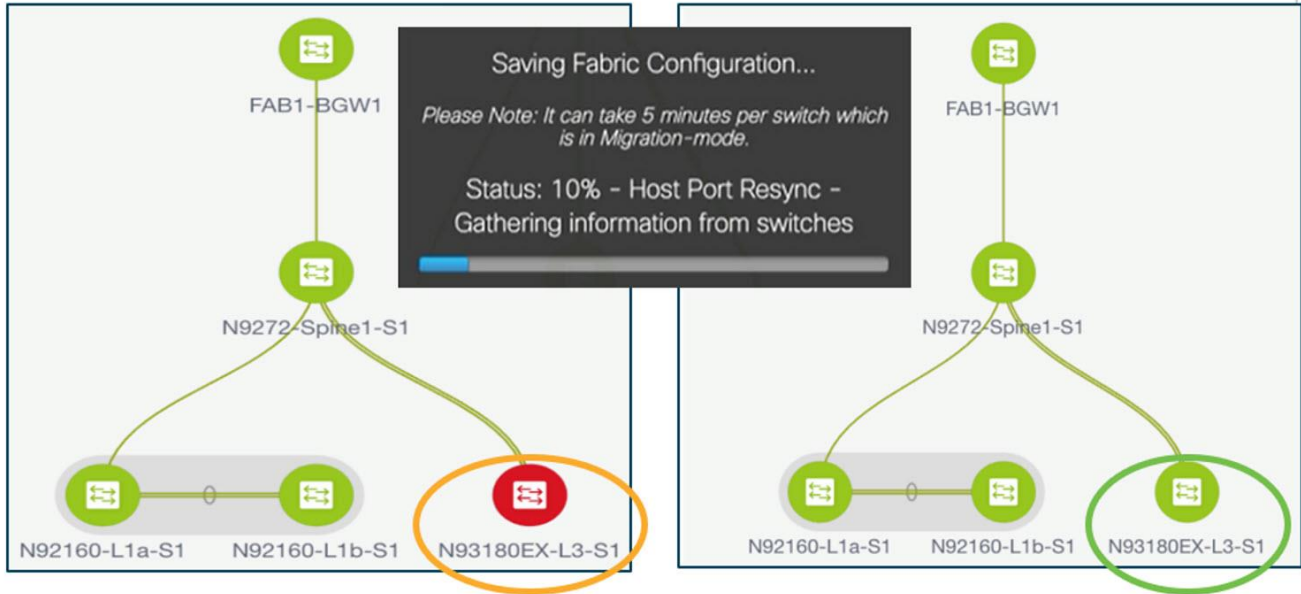 FAB1-BGW1
Saving Fabric Configuration...
Please Note: It can take 5 minutes per switch which
is in Migration-mode.
Status: 10% - Host Port Resync -
Gathering information from switches
FAB1-BGW1
N9272-Spine1-S1
N9272-Spine1-S1
N92160-L1a-S1
N92160-L1b-S1
N93180EX-L3-S1
N92160-L1a-S1
N92160-L1b-S1
N93180EX-L3-S1